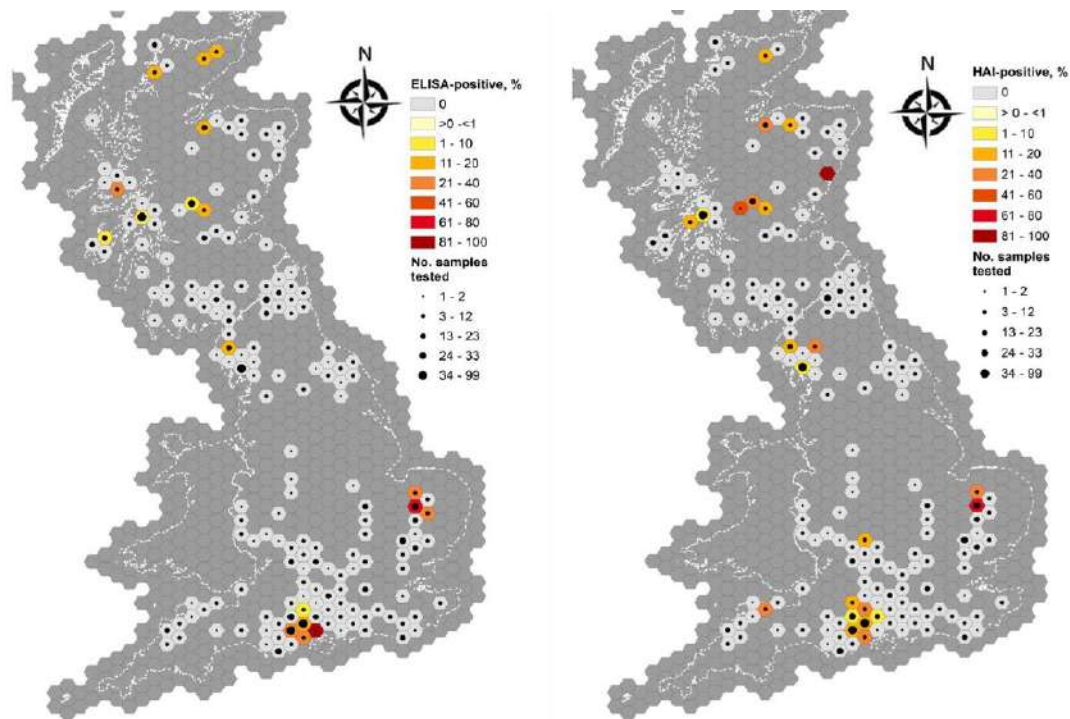 N
ELISA-positive, %
0
>0 - <1
1 - 10
11 - 20
21 - 40
41 - 60
61 - 80
81 - 100
No. samples
tested
1 - 2
3 - 12
13 - 23
24 - 33
34 - 99
N
HAI-positive, %
0
>0 - <1
1 - 10
11 - 20
21 - 40
41 - 60
61 - 80
81 - 100
No. samples
tested
1 - 2
3 - 12
13 - 23
24 - 33
34 - 99